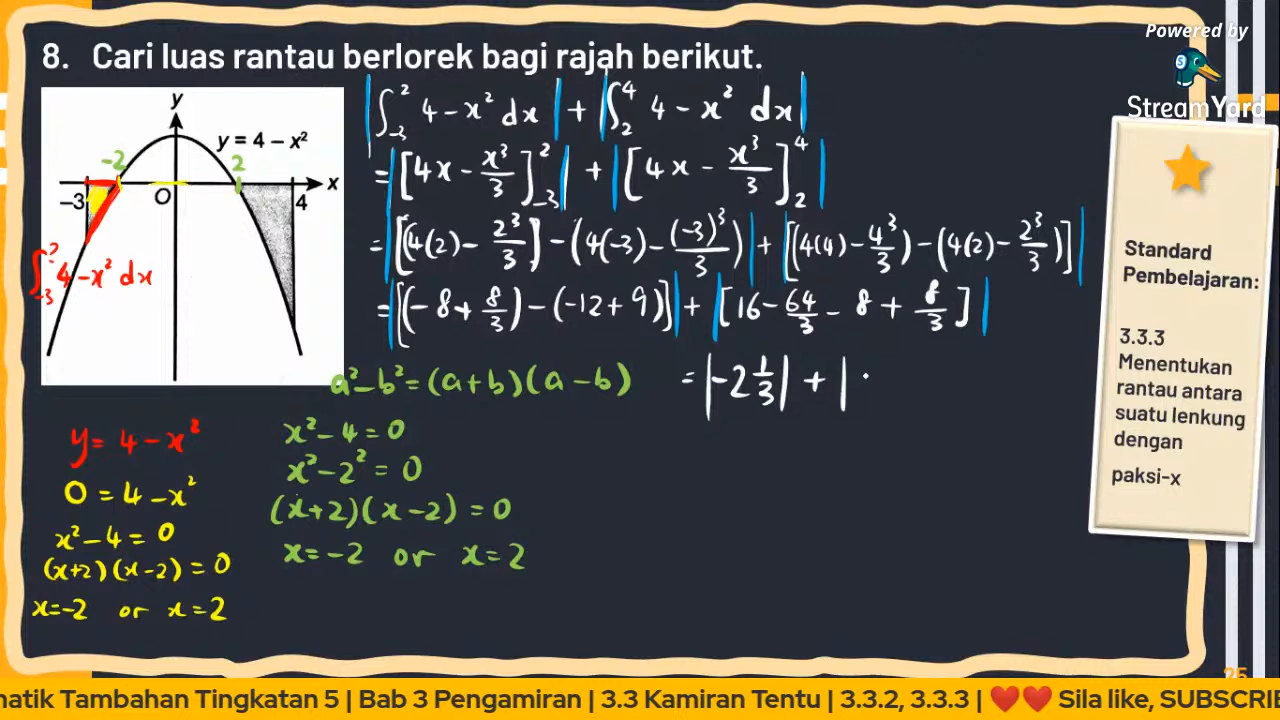 Powered by
StreamYard
8. Cari luas rantau berlorek bagi rajah berikut.
y
y = 4 – x²
-2
2
–3
O
4
x
∫₋₃^? 4 - x² dx
|∫₋₃² 4 - x² dx| + |∫₂⁴ 4 - x² dx|
= |[4x - x³/3]₋₃²| + |[4x - x³/3]₂⁴|
= |[(4(2) - 2³/3] - (4(-3) - (-3)³/3)| + |[(4(4) - 4³/3) - (4(2) - 2³/3)]|
= |[(-8 + 8/3) - (-12 + 9)]| + |[16 - 64/3 - 8 + 8/3]|
= |-2 1/3| + |
a² - b² = (a+b)(a-b)
x² - 4 = 0
x² - 2² = 0
(x+2)(x-2) = 0
x = -2 or x = 2
y = 4 - x²
0 = 4 - x²
x² - 4 = 0
(x+2)(x-2) = 0
x = -2 or x = 2
Standard
Pembelajaran:
3.3.3
Menentukan
rantau antara
suatu lenkung
dengan
paksi-x
matik Tambahan Tingkatan 5 | Bab 3 Pengamiran | 3.3 Kamiran Tentu | 3.3.2, 3.3.3 | ❤️❤️ Sila like, SUBSCRI